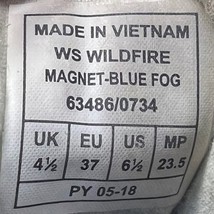 MADE IN VIETNAM
WS WILDFIRE
MAGNET-BLUE FOG
63486/0734
UK EU US MP
4½ 37 6½ 23.5
PY 05-18